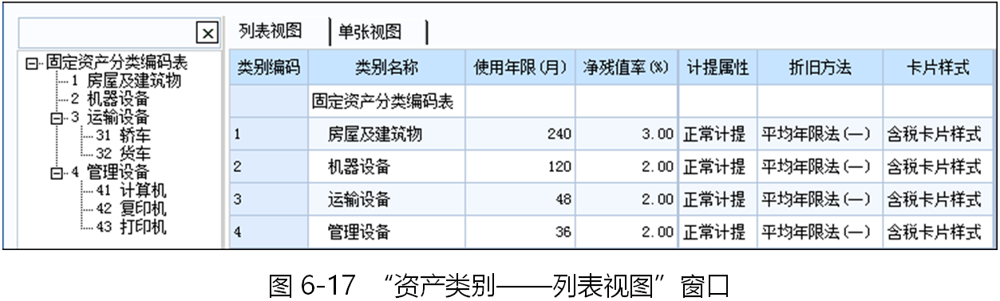 固定资产分类编码表
1 房屋及建筑物
2 机器设备
3 运输设备
31 轿车
32 货车
4 管理设备
41 计算机
42 复印机
43 打印机
列表视图 单张视图
类别编码 类别名称 使用年限(月) 净残值率(%) 计提属性 折旧方法 卡片样式
固定资产分类编码表
1 房屋及建筑物 240 3.00 正常计提 平均年限法(一) 含税卡片样式
2 机器设备 120 2.00 正常计提 平均年限法(一) 含税卡片样式
3 运输设备 48 2.00 正常计提 平均年限法(一) 含税卡片样式
4 管理设备 36 2.00 正常计提 平均年限法(一) 含税卡片样式
图 6-17 “资产类别——列表视图”窗口